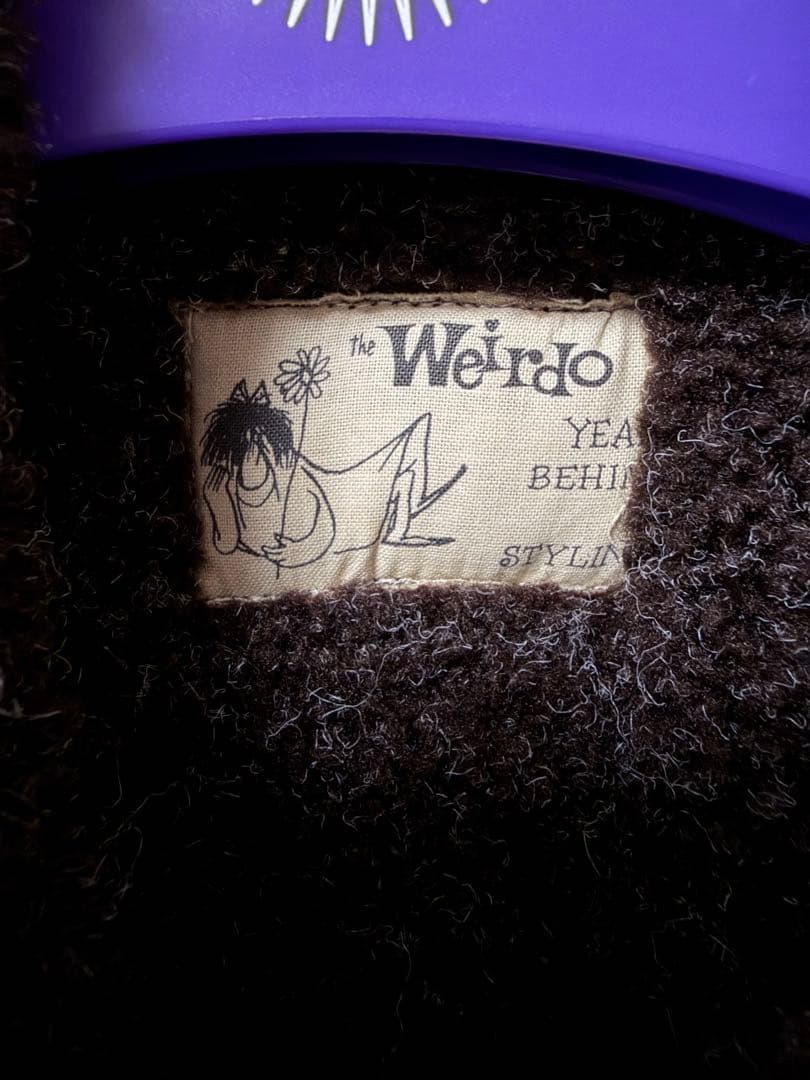 the Weirdo
YEA
BEHI
STYLIN